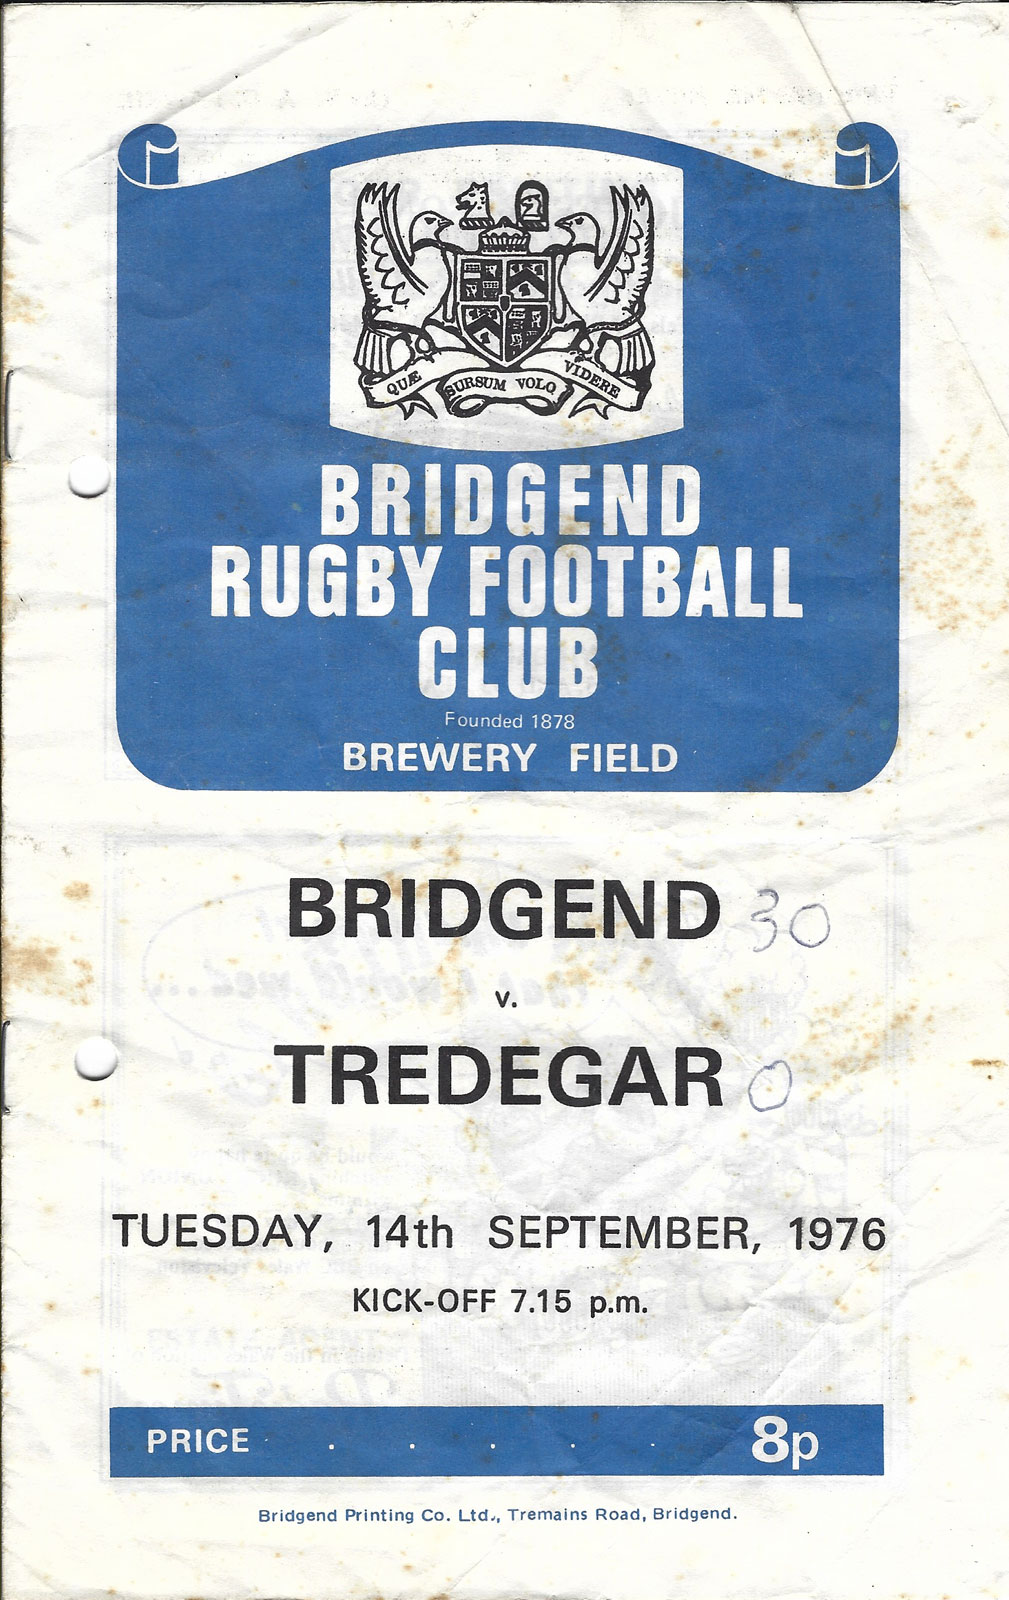 QUÆ SURSUM VOLO VIDERE
BRIDGEND
RUGBY FOOTBALL
CLUB
Founded 1878
BREWERY FIELD
BRIDGEND 30
v.
TREDEGAR 0
TUESDAY, 14th SEPTEMBER, 1976
KICK-OFF 7.15 p.m.
PRICE . . . . . 8p
Bridgend Printing Co. Ltd., Tremains Road, Bridgend.